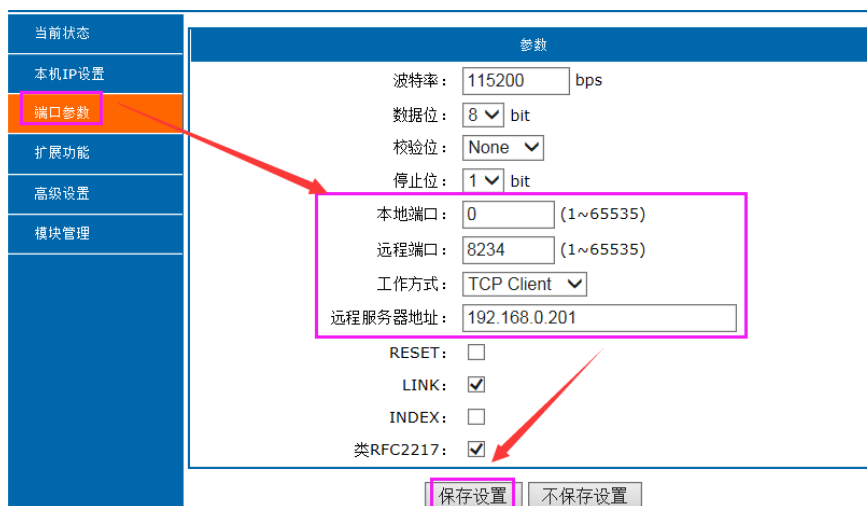 当前状态
本机IP设置
端口参数
扩展功能
高级设置
模块管理
参数
波特率： 115200 bps
数据位： 8 bit
校验位： None
停止位： 1 bit
本地端口： 0 (1~65535)
远程端口： 8234 (1~65535)
工作方式： TCP Client
远程服务器地址： 192.168.0.201
RESET：
LINK：
INDEX：
类RFC2217：
保存设置 不保存设置